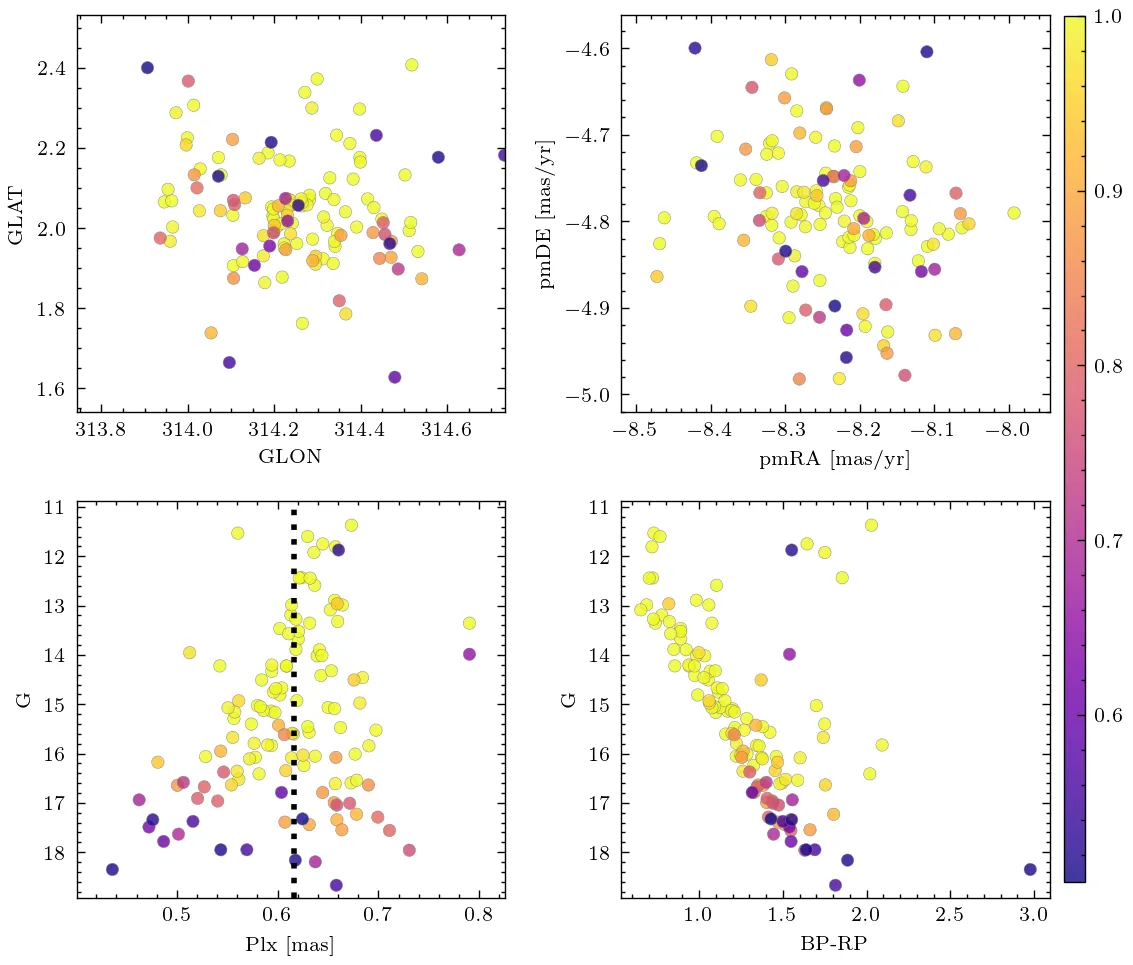 2.4
2.2
2.0
1.8
1.6
GLAT
313.8 314.0 314.2 314.4 314.6
GLON
−4.6
−4.7
−4.8
−4.9
−5.0
pmDE [mas/yr]
−8.5 −8.4 −8.3 −8.2 −8.1 −8.0
pmRA [mas/yr]
11
12
13
14
15
16
17
18
G
0.5 0.6 0.7 0.8
Plx [mas]
11
12
13
14
15
16
17
18
G
1.0 1.5 2.0 2.5 3.0
BP-RP
1.0
0.9
0.8
0.7
0.6